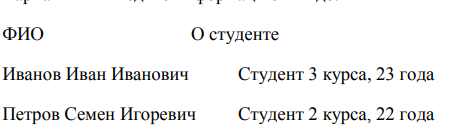 ФИО О студенте
Иванов Иван Иванович Студент 3 курса, 23 года
Петров Семен Игоревич Студент 2 курса, 22 года